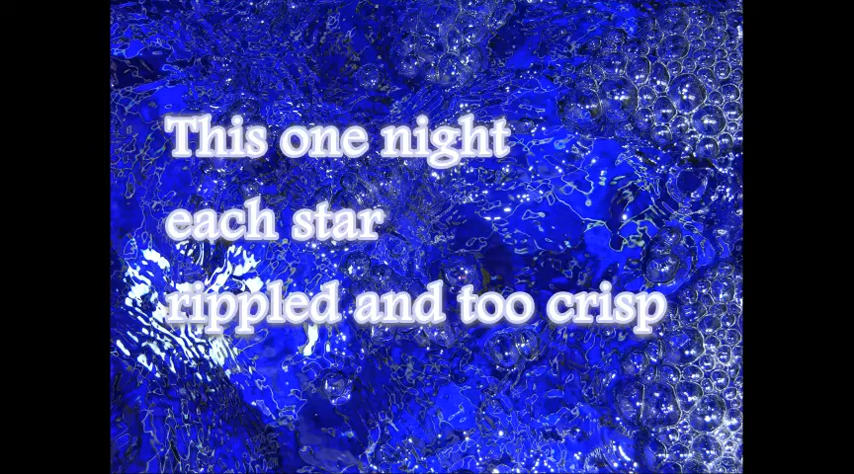 This one night
each star
rippled and too crisp